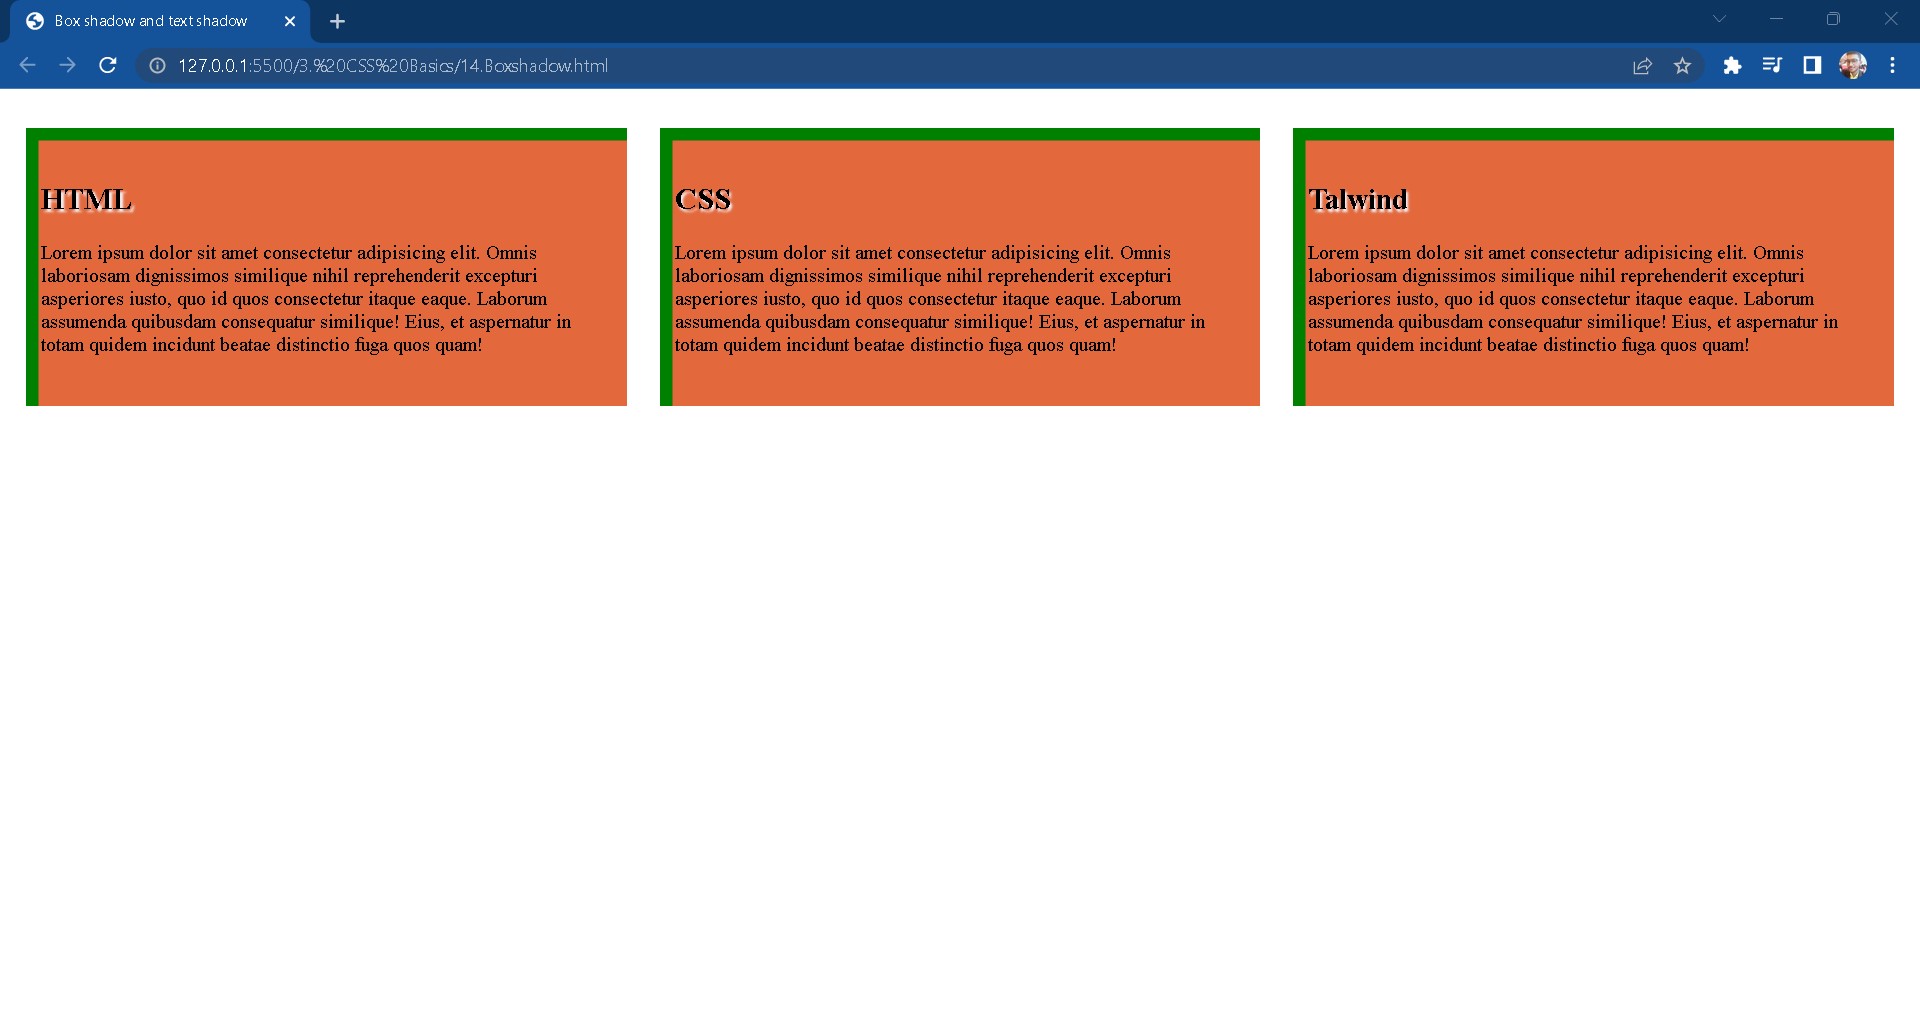 Box shadow and text shadow
127.0.0.1:5500/3.%20CSS%20Basics/14.Boxshadow.html
HTML
Lorem ipsum dolor sit amet consectetur adipisicing elit. Omnis
laboriosam dignissimos similique nihil reprehenderit excepturi
asperiores iusto, quo id quos consectetur itaque eaque. Laborum
assumenda quibusdam consequatur similique! Eius, et aspernatur in
totam quidem incidunt beatae distinctio fuga quos quam!
CSS
Lorem ipsum dolor sit amet consectetur adipisicing elit. Omnis
laboriosam dignissimos similique nihil reprehenderit excepturi
asperiores iusto, quo id quos consectetur itaque eaque. Laborum
assumenda quibusdam consequatur similique! Eius, et aspernatur in
totam quidem incidunt beatae distinctio fuga quos quam!
Talwind
Lorem ipsum dolor sit amet consectetur adipisicing elit. Omnis
laboriosam dignissimos similique nihil reprehenderit excepturi
asperiores iusto, quo id quos consectetur itaque eaque. Laborum
assumenda quibusdam consequatur similique! Eius, et aspernatur in
totam quidem incidunt beatae distinctio fuga quos quam!